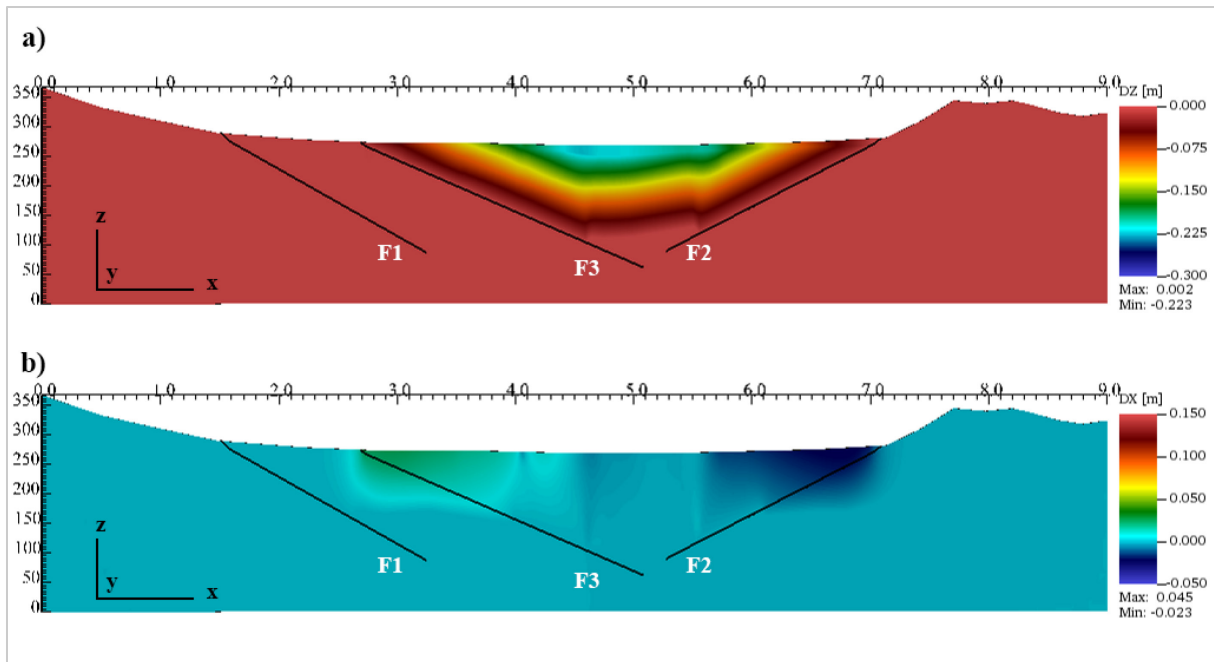 a)
0.0 1.0 2.0 3.0 4.0 5.0 6.0 7.0 8.0 9.0
350
300
250
200
150
100
50
0
z
y x
F1
F3
F2
DZ [m]
0.000
-0.075
-0.150
-0.225
-0.300
Max: 0.002
Min: -0.223
b)
0.0 1.0 2.0 3.0 4.0 5.0 6.0 7.0 8.0 9.0
350
300
250
200
150
100
50
0
z
y x
F1
F3
F2
DX [m]
0.150
0.100
0.050
0.000
-0.050
Max: 0.045
Min: -0.023